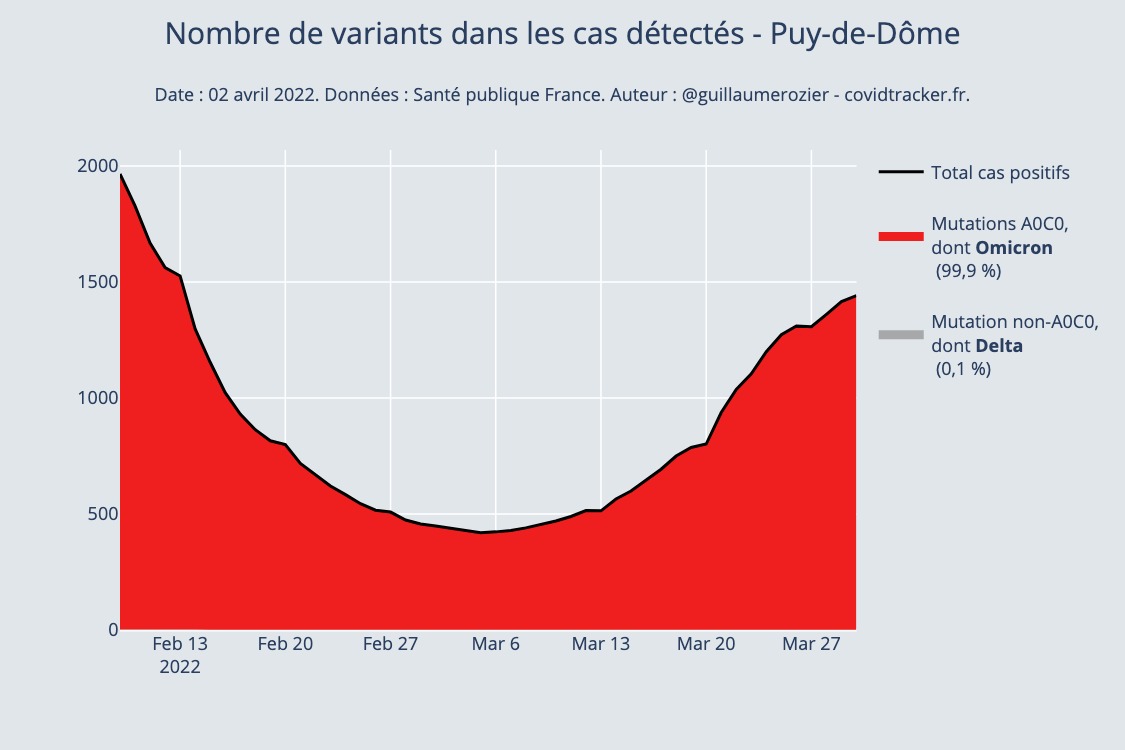 Nombre de variants dans les cas détectés - Puy-de-Dôme
Date : 02 avril 2022. Données : Santé publique France. Auteur : @guillaumerozier - covidtracker.fr.
2000
1500
1000
500
0
Feb 13
2022
Feb 20
Feb 27
Mar 6
Mar 13
Mar 20
Mar 27
Total cas positifs
Mutations A0C0,
dont Omicron
(99,9 %)
Mutation non-A0C0,
dont Delta
(0,1 %)